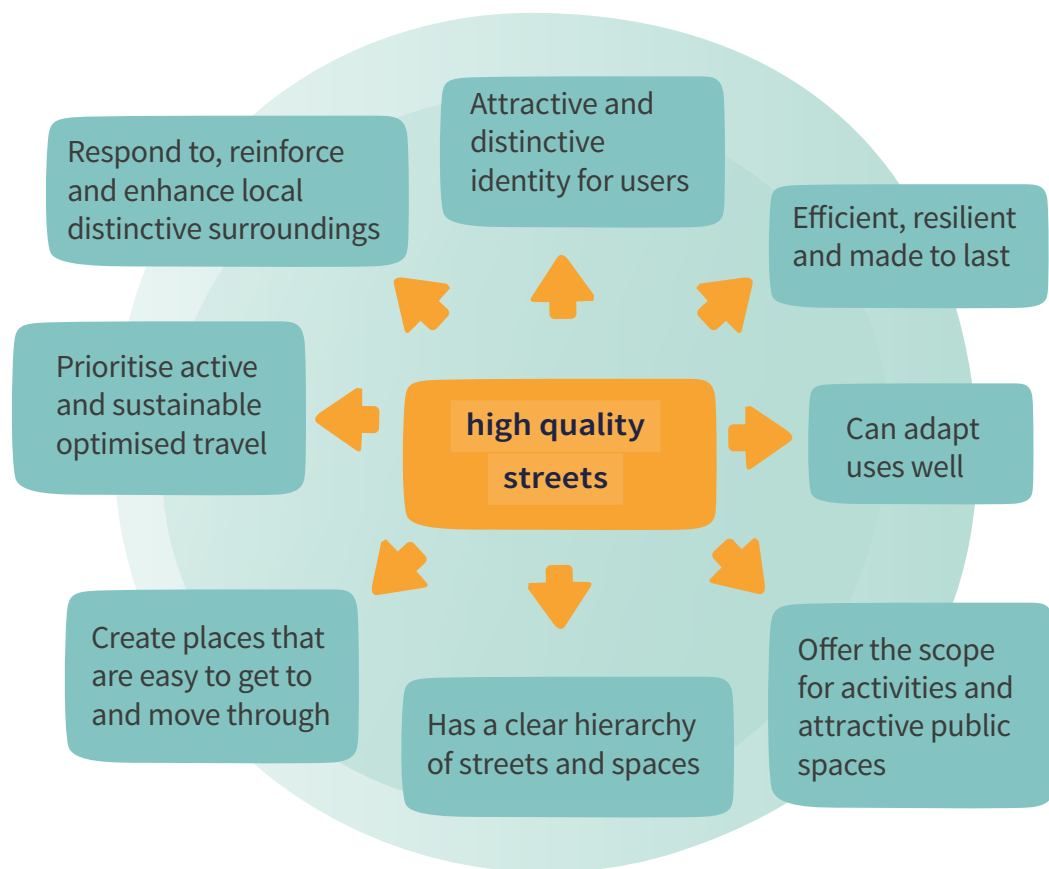 Attractive and
distinctive
identity for users
Respond to, reinforce
and enhance local
distinctive surroundings
Efficient, resilient
and made to last
Prioritise active
and sustainable
optimised travel
high quality
streets
Can adapt
uses well
Create places that
are easy to get to
and move through
Has a clear hierarchy
of streets and spaces
Offer the scope
for activities and
attractive public
spaces